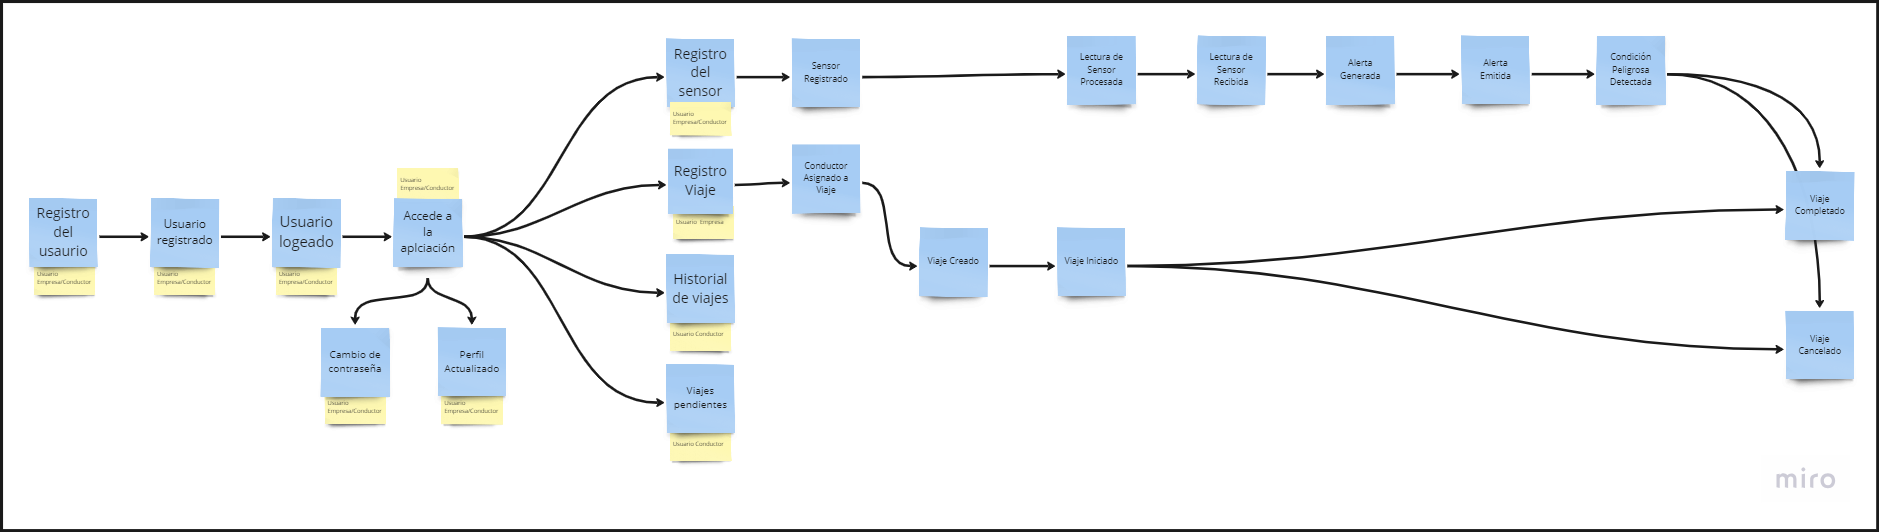 Registro
del
usaurio
Usuario
Empresa/Conductor
Usuario
registrado
Usuario
Empresa/Conductor
Usuario
logeado
Usuario
Empresa/Conductor
Usuario
Empresa/Conductor
Accede a
la
aplciación
Cambio de
contraseña
Usuario
Empresa/Conductor
Perfil
Actualizado
Usuario
Empresa/Conductor
Registro
del
sensor
Usuario
Empresa/Conductor
Sensor
Registrado
Lectura de
Sensor
Procesada
Lectura de
Sensor
Recibida
Alerta
Generada
Alerta
Emitida
Condición
Peligrosa
Detectada
Registro
Viaje
Usuario Empresa
Conductor
Asignado a
Viaje
Viaje Creado
Viaje Iniciado
Viaje
Completado
Viaje
Cancelado
Historial
de viajes
Usuario Conductor
Viajes
pendientes
Usuario Conductor
miro